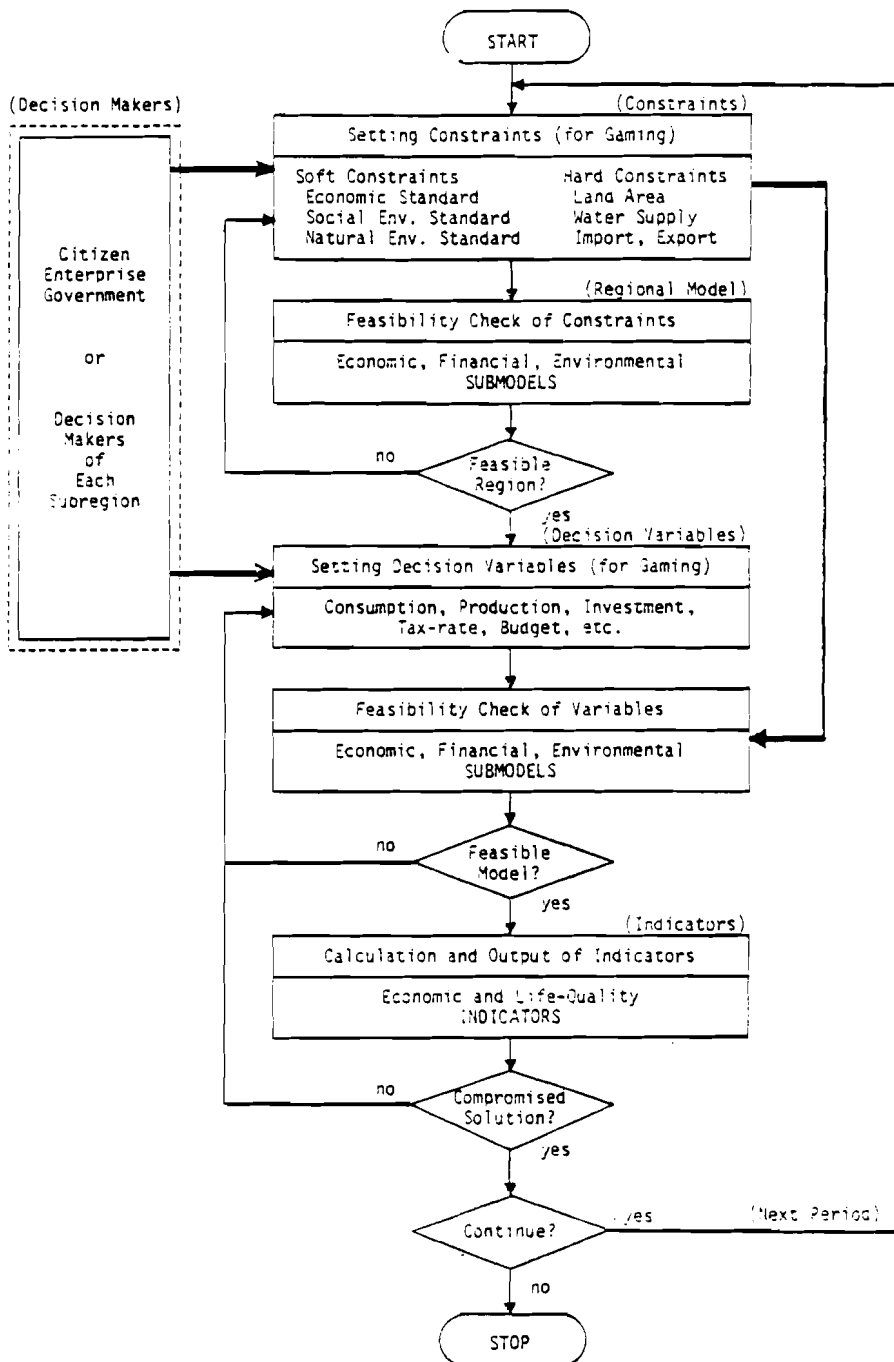 START
(Decision Makers)
(Constraints)
Setting Constraints (for Gaming)
Soft Constraints
Economic Standard
Social Env. Standard
Natural Env. Standard
Hard Constraints
Land Area
Water Supply
Import, Export
Citizen
Enterprise
Government
or
Decision
Makers
of
Each
Subregion
(Regional Model)
Feasibility Check of Constraints
Economic, Financial, Environmental
SUBMODELS
no
Feasible
Region?
yes
(Decision Variables)
Setting Decision Variables (for Gaming)
Consumption, Production, Investment,
Tax-rate, Budget, etc.
Feasibility Check of Variables
Economic, Financial, Environmental
SUBMODELS
no
Feasible
Model?
yes
(Indicators)
Calculation and Output of Indicators
Economic and Life-Quality
INDICATORS
no
Compromised
Solution?
yes
Continue?
yes
(Next Period)
no
STOP